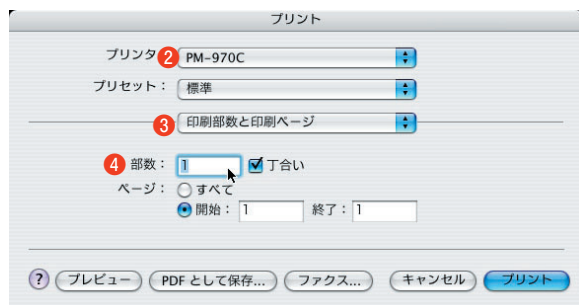 プリント
プリンタ ② PM-970C
プリセット： 標準
③ 印刷部数と印刷ページ
④ 部数： 1 丁合い
ページ： すべて
開始： 1 終了： 1
? プレビュー PDF として保存... ファクス... キャンセル プリント